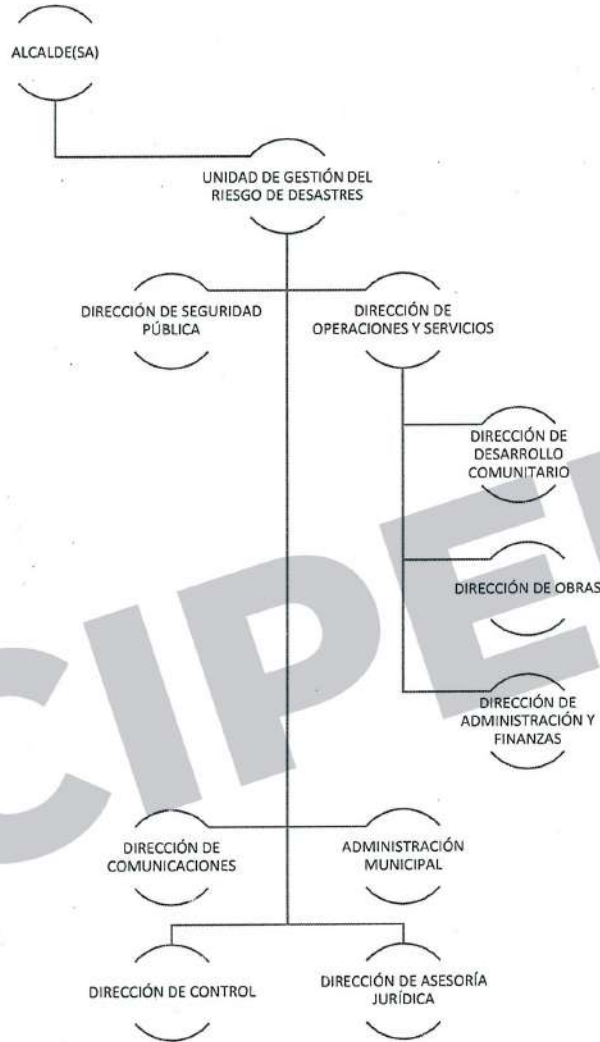 ALCALDE(SA)
UNIDAD DE GESTIÓN DEL
RIESGO DE DESASTRES
DIRECCIÓN DE SEGURIDAD
PÚBLICA
DIRECCIÓN DE
OPERACIONES Y SERVICIOS
DIRECCIÓN DE
DESARROLLO
COMUNITARIO
DIRECCIÓN DE OBRAS
DIRECCIÓN DE
ADMINISTRACIÓN Y
FINANZAS
DIRECCIÓN DE
COMUNICACIONES
ADMINISTRACIÓN
MUNICIPAL
DIRECCIÓN DE CONTROL
DIRECCIÓN DE ASESORÍA
JURÍDICA
CIPE